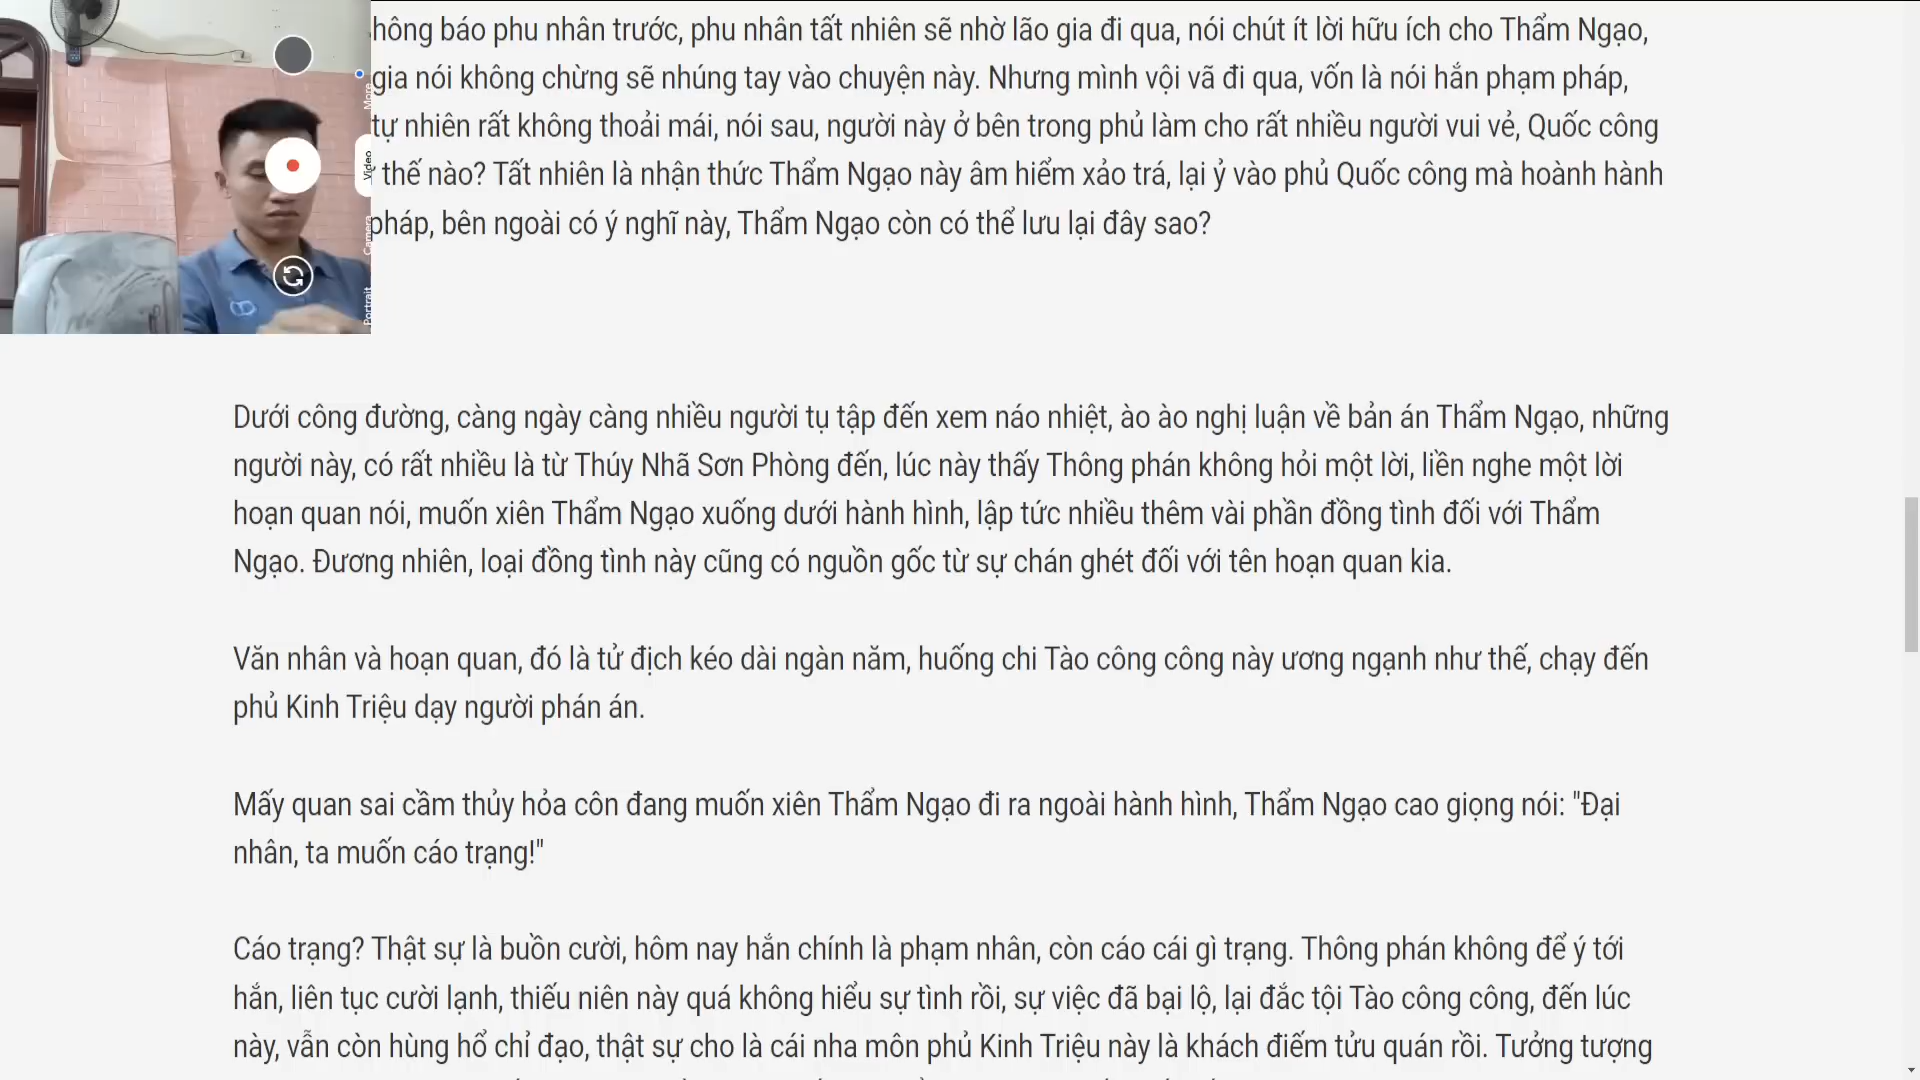 hông báo phu nhân trước, phu nhân tất nhiên sẽ nhờ lão gia đi qua, nói chút ít lời hữu ích cho Thẩm Ngạo,
gia nói không chừng sẽ nhúng tay vào chuyện này. Nhưng mình vội vã đi qua, vốn là nói hắn phạm pháp,
tự nhiên rất không thoải mái, nói sau, người này ở bên trong phủ làm cho rất nhiều người vui vẻ, Quốc công
thế nào? Tất nhiên là nhận thức Thẩm Ngạo này âm hiểm xảo trá, lại ỷ vào phủ Quốc công mà hoành hành
pháp, bên ngoài có ý nghĩ này, Thẩm Ngạo còn có thể lưu lại đây sao?
More
Video
Camera
Portrait
Dưới công đường, càng ngày càng nhiều người tụ tập đến xem náo nhiệt, ào ào nghị luận về bản án Thẩm Ngạo, những
người này, có rất nhiều là từ Thúy Nhã Sơn Phòng đến, lúc này thấy Thông phán không hỏi một lời, liền nghe một lời
hoạn quan nói, muốn xiên Thẩm Ngạo xuống dưới hành hình, lập tức nhiều thêm vài phần đồng tình đối với Thẩm
Ngạo. Đương nhiên, loại đồng tình này cũng có nguồn gốc từ sự chán ghét đối với tên hoạn quan kia.
Văn nhân và hoạn quan, đó là tử địch kéo dài ngàn năm, huống chi Tào công công này ương ngạnh như thế, chạy đến
phủ Kinh Triệu dạy người phán án.
Mấy quan sai cầm thủy hỏa côn đang muốn xiên Thẩm Ngạo đi ra ngoài hành hình, Thẩm Ngạo cao giọng nói: "Đại
nhân, ta muốn cáo trạng!"
Cáo trạng? Thật sự là buồn cười, hôm nay hắn chính là phạm nhân, còn cáo cái gì trạng. Thông phán không để ý tới
hắn, liên tục cười lạnh, thiếu niên này quá không hiểu sự tình rồi, sự việc đã bại lộ, lại đắc tội Tào công công, đến lúc
này, vẫn còn hùng hổ chỉ đạo, thật sự cho là cái nha môn phủ Kinh Triệu này là khách điếm tửu quán rồi. Tưởng tượng